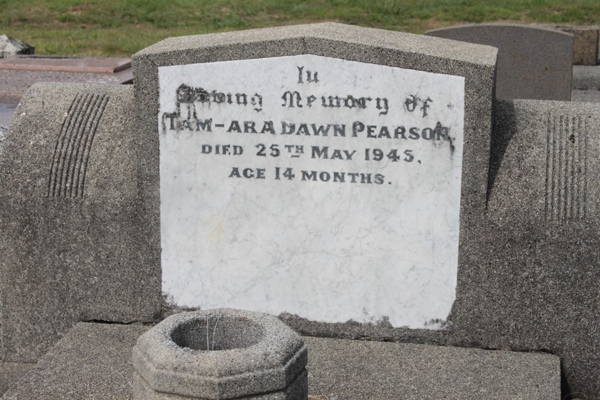 In
Loving Memory of
TAM-ARA DAWN PEARSON,
DIED 25TH MAY 1945,
AGE 14 MONTHS.